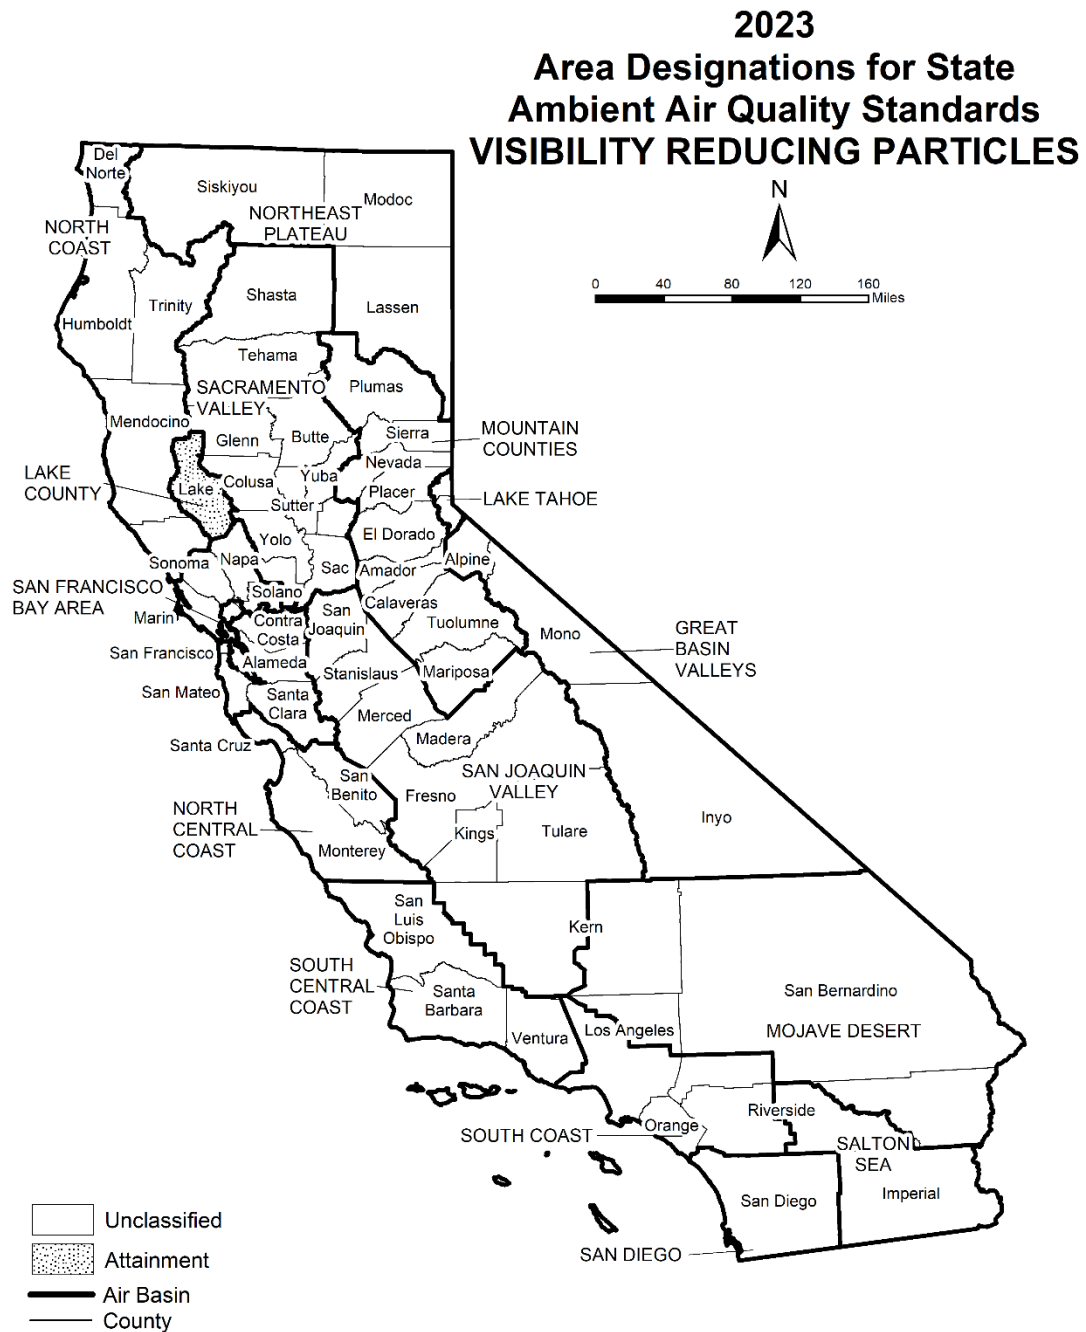 2023
Area Designations for State
Ambient Air Quality Standards
VISIBILITY REDUCING PARTICLES
N
0 40 80 120 160
Miles
Del
Norte
Siskiyou
Modoc
NORTHEAST
PLATEAU
NORTH
COAST
Shasta
Trinity
Lassen
Humboldt
Tehama
Plumas
SACRAMENTO
VALLEY
Mendocino
Butte
Sierra
Glenn
MOUNTAIN
COUNTIES
Nevada
LAKE
COUNTY
Lake
Colusa
Yuba
Placer
LAKE TAHOE
Sutter
Yolo
El Dorado
Sonoma
Napa
Sac
Amador
Alpine
SAN FRANCISCO
BAY AREA
Solano
Marin
Contra
Costa
San
Joaquin
Calaveras
Tuolumne
Mono
GREAT
BASIN
VALLEYS
San Francisco
Alameda
Stanislaus
Mariposa
San Mateo
Santa
Clara
Merced
Madera
Santa Cruz
San
Benito
Fresno
SAN JOAQUIN
VALLEY
NORTH
CENTRAL
COAST
Monterey
Kings
Tulare
Inyo
San
Luis
Obispo
Kern
SOUTH
CENTRAL
COAST
Santa
Barbara
San Bernardino
Ventura
Los Angeles
MOJAVE DESERT
Riverside
Orange
SOUTH COAST
SALTON
SEA
San Diego
Imperial
SAN DIEGO
Unclassified
Attainment
Air Basin
County